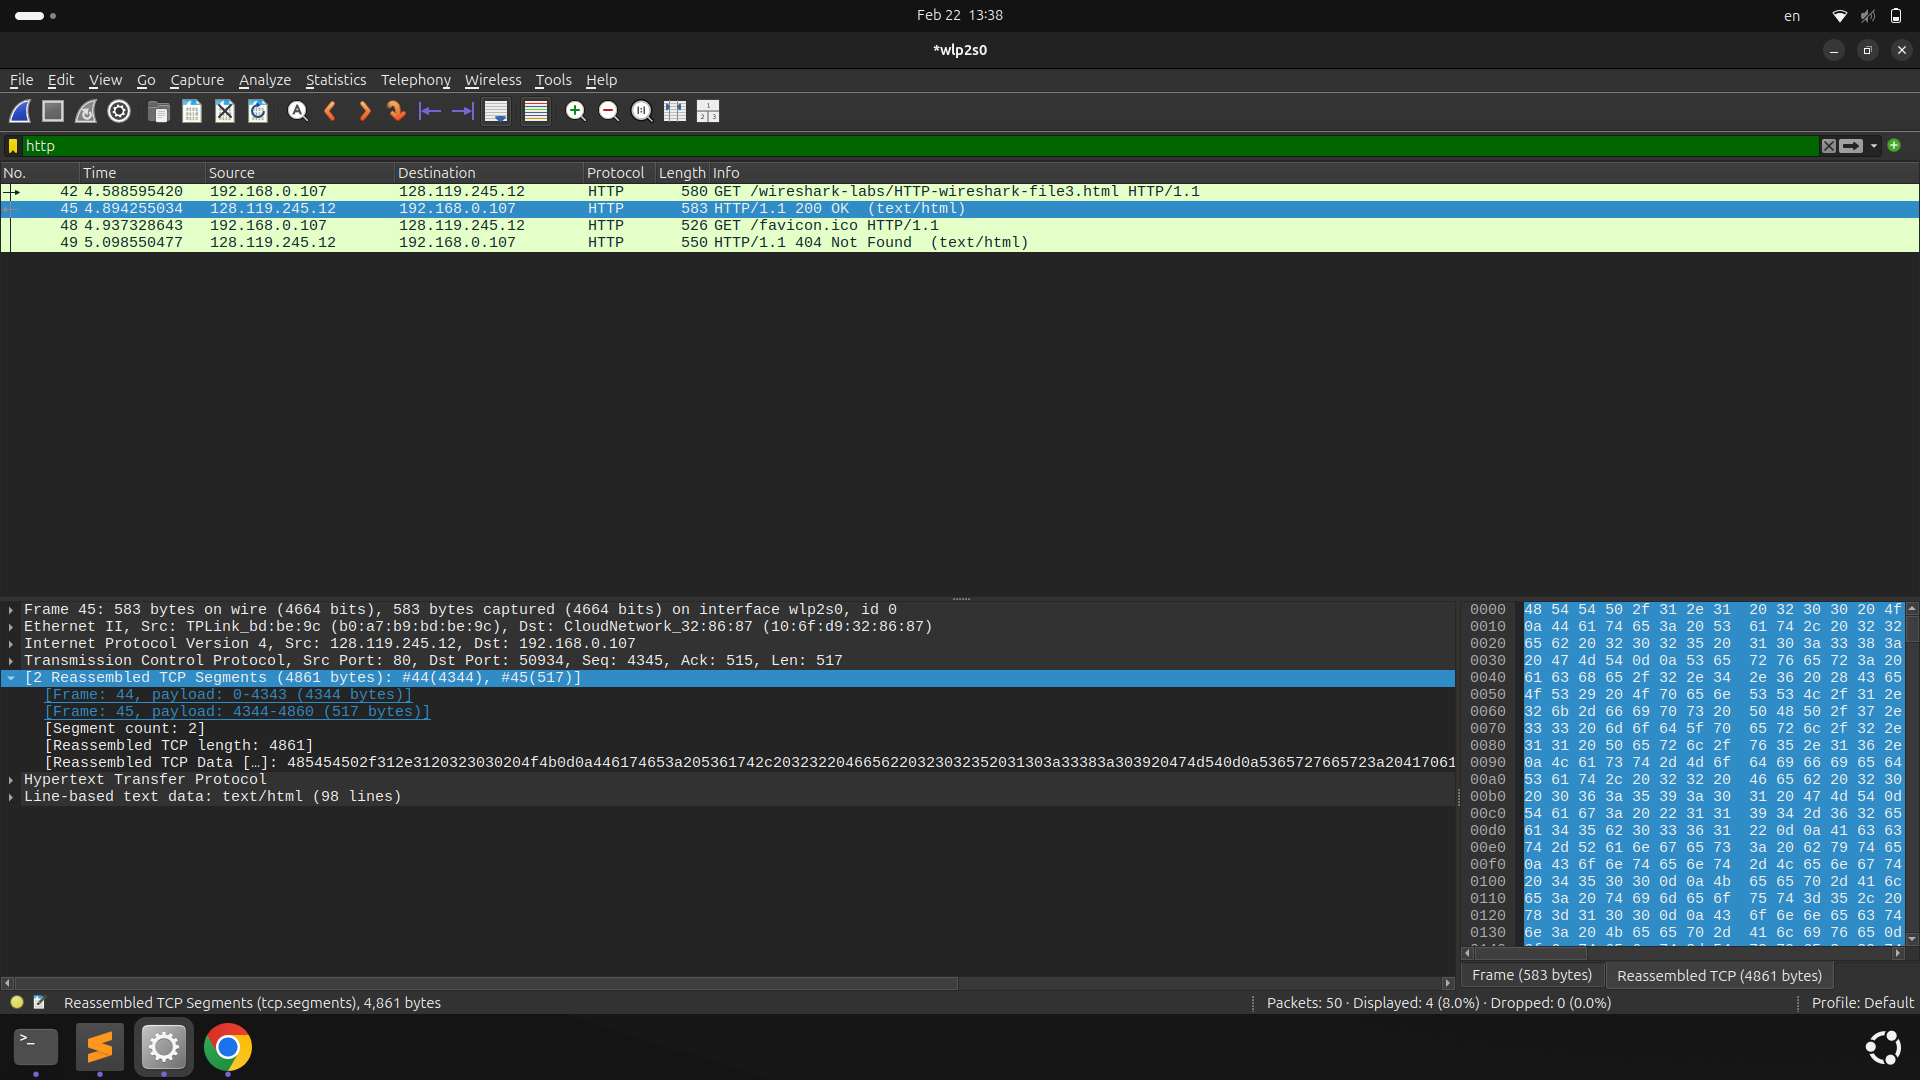 Feb 22 13:38
en
*wlp2s0
File Edit View Go Capture Analyze Statistics Telephony Wireless Tools Help
http
No. Time Source Destination Protocol Length Info
42 4.588595420 192.168.0.107 128.119.245.12 HTTP 580 GET /wireshark-labs/HTTP-wireshark-file3.html HTTP/1.1
45 4.894255034 128.119.245.12 192.168.0.107 HTTP 583 HTTP/1.1 200 OK (text/html)
48 4.937328643 192.168.0.107 128.119.245.12 HTTP 526 GET /favicon.ico HTTP/1.1
49 5.098550477 128.119.245.12 192.168.0.107 HTTP 550 HTTP/1.1 404 Not Found (text/html)
Frame 45: 583 bytes on wire (4664 bits), 583 bytes captured (4664 bits) on interface wlp2s0, id 0
Ethernet II, Src: TPLink_bd:be:9c (b0:a7:b9:bd:be:9c), Dst: CloudNetwork_32:86:87 (10:6f:d9:32:86:87)
Internet Protocol Version 4, Src: 128.119.245.12, Dst: 192.168.0.107
Transmission Control Protocol, Src Port: 80, Dst Port: 50934, Seq: 4345, Ack: 515, Len: 517
[2 Reassembled TCP Segments (4861 bytes): #44(4344), #45(517)]
[Frame: 44, payload: 0-4343 (4344 bytes)]
[Frame: 45, payload: 4344-4860 (517 bytes)]
[Segment count: 2]
[Reassembled TCP length: 4861]
[Reassembled TCP Data […]: 485454502f312e3120323030204f4b0d0a446174653a205361742c2032322046656220323032352031303a33383a303920474d540d0a5365727665723a20417061
Hypertext Transfer Protocol
Line-based text data: text/html (98 lines)
0000 48 54 54 50 2f 31 2e 31 20 32 30 30 20 4f
0010 0a 44 61 74 65 3a 20 53 61 74 2c 20 32 32
0020 65 62 20 32 30 32 35 20 31 30 3a 33 38 3a
0030 20 47 4d 54 0d 0a 53 65 72 76 65 72 3a 20
0040 61 63 68 65 2f 32 2e 34 2e 36 20 28 43 65
0050 4f 53 29 20 4f 70 65 6e 53 53 4c 2f 31 2e
0060 32 6b 2d 66 69 70 73 20 50 48 50 2f 37 2e
0070 33 33 20 6d 6f 64 5f 70 65 72 6c 2f 32 2e
0080 31 31 20 50 65 72 6c 2f 76 35 2e 31 36 2e
0090 0a 4c 61 73 74 2d 4d 6f 64 69 66 69 65 64
00a0 53 61 74 2c 20 32 32 20 46 65 62 20 32 30
00b0 20 30 36 3a 35 39 3a 30 31 20 47 4d 54 0d
00c0 54 61 67 3a 20 22 31 31 39 34 2d 36 32 65
00d0 61 34 35 62 30 33 36 31 22 0d 0a 41 63 63
00e0 74 2d 52 61 6e 67 65 73 3a 20 62 79 74 65
00f0 0a 43 6f 6e 74 65 6e 74 2d 4c 65 6e 67 74
0100 20 34 35 30 30 0d 0a 4b 65 65 70 2d 41 6c
0110 65 3a 20 74 69 6d 65 6f 75 74 3d 35 2c 20
0120 78 3d 31 30 30 0d 0a 43 6f 6e 6e 65 63 74
0130 6e 3a 20 4b 65 65 70 2d 41 6c 69 76 65 0d
Frame (583 bytes) Reassembled TCP (4861 bytes)
Reassembled TCP Segments (tcp.segments), 4,861 bytes
Packets: 50 · Displayed: 4 (8.0%) · Dropped: 0 (0.0%)
Profile: Default